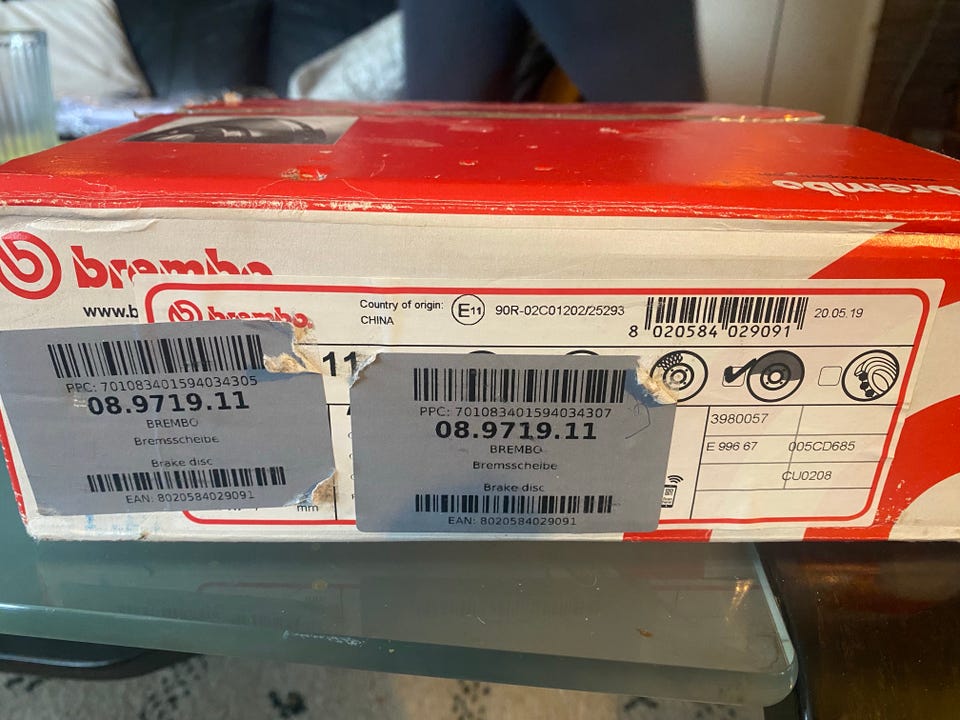 brembo
brembo
www.b
brembo
Country of origin:
CHINA
E11
90R-02C01202/25293
8 020584 029091
20.05.19
11
PPC: 701083401594034305
08.9719.11
BREMBO
Bremsscheibe
Brake disc
EAN: 8020584029091
mm
PPC: 701083401594034307
08.9719.11
BREMBO
Bremsscheibe
Brake disc
EAN: 8020584029091
3980057
E 996 67
005CD685
CU0208